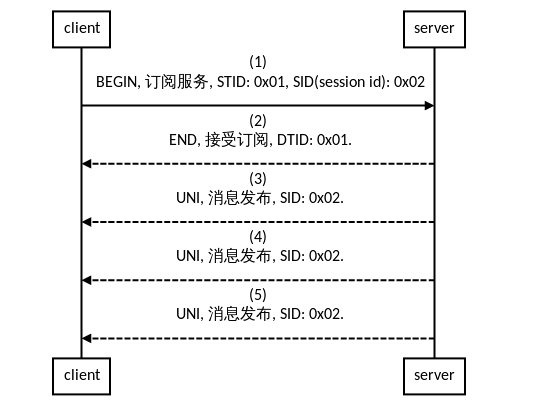 client
server
(1)
BEGIN, 订阅服务, STID: 0x01, SID(session id): 0x02
(2)
END, 接受订阅, DTID: 0x01.
(3)
UNI, 消息发布, SID: 0x02.
(4)
UNI, 消息发布, SID: 0x02.
(5)
UNI, 消息发布, SID: 0x02.
client
server